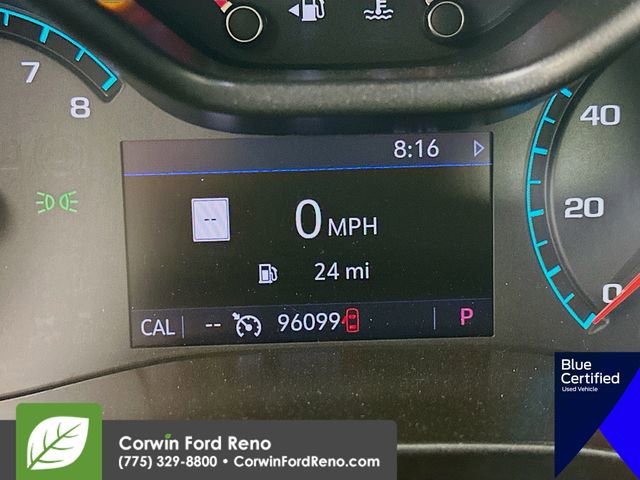 7
8
8:16
--
0 MPH
24 mi
CAL -- 96099 P
40
20
0
Blue
Certified
Used Vehicle
Corwin Ford Reno
(775) 329-8800 • CorwinFordReno.com